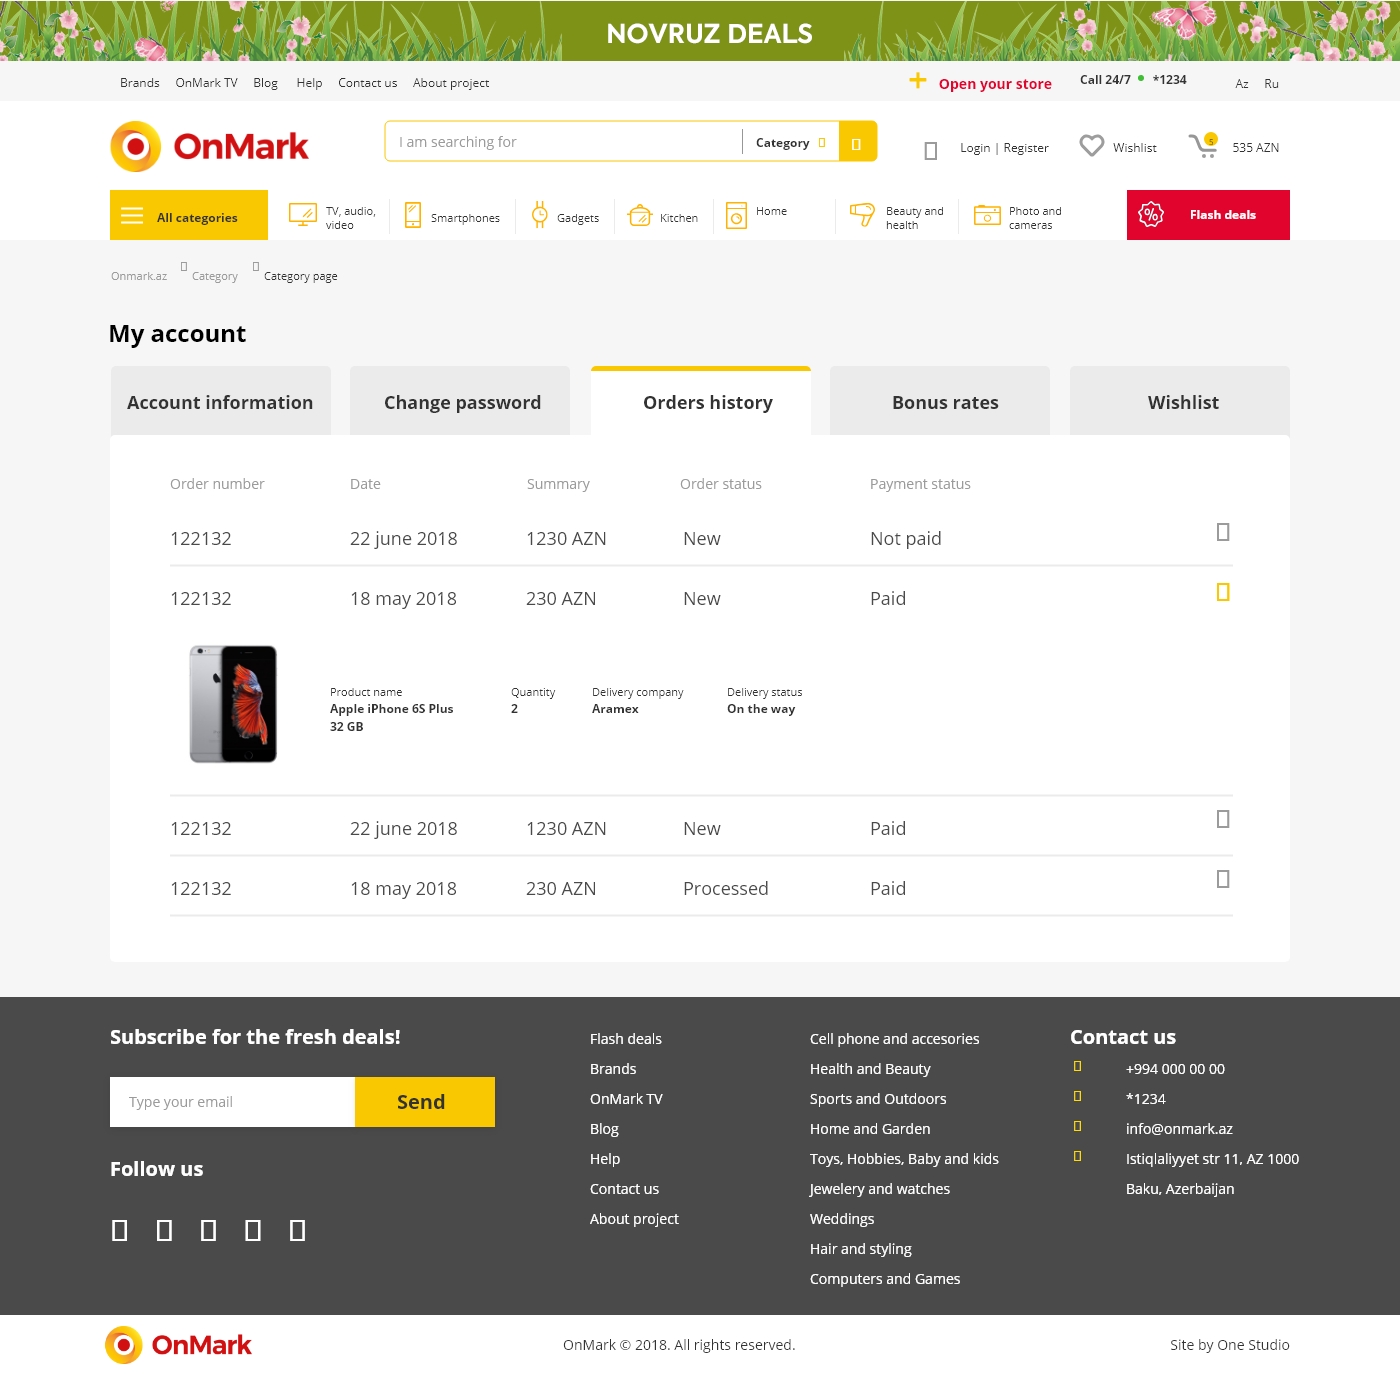 NOVRUZ DEALS
Brands OnMark TV Blog Help Contact us About project Open your store Call 24/7 *1234 Az Ru
OnMark I am searching for Category Login | Register Wishlist 5 535 AZN
All categories TV, audio, video Smartphones Gadgets Kitchen Home Beauty and health Photo and cameras % Flash deals
Onmark.az Category Category page
My account
Account information Change password Orders history Bonus rates Wishlist
Order number Date Summary Order status Payment status
122132 22 june 2018 1230 AZN New Not paid
122132 18 may 2018 230 AZN New Paid
Product name Quantity Delivery company Delivery status
Apple iPhone 6S Plus 2 Aramex On the way
32 GB
122132 22 june 2018 1230 AZN New Paid
122132 18 may 2018 230 AZN Processed Paid
Subscribe for the fresh deals!
Type your email Send
Follow us
Flash deals
Brands
OnMark TV
Blog
Help
Contact us
About project
Cell phone and accesories
Health and Beauty
Sports and Outdoors
Home and Garden
Toys, Hobbies, Baby and kids
Jewelery and watches
Weddings
Hair and styling
Computers and Games
Contact us
+994 000 00 00
*1234
info@onmark.az
Istiqlaliyyet str 11, AZ 1000
Baku, Azerbaijan
OnMark OnMark © 2018. All rights reserved. Site by One Studio